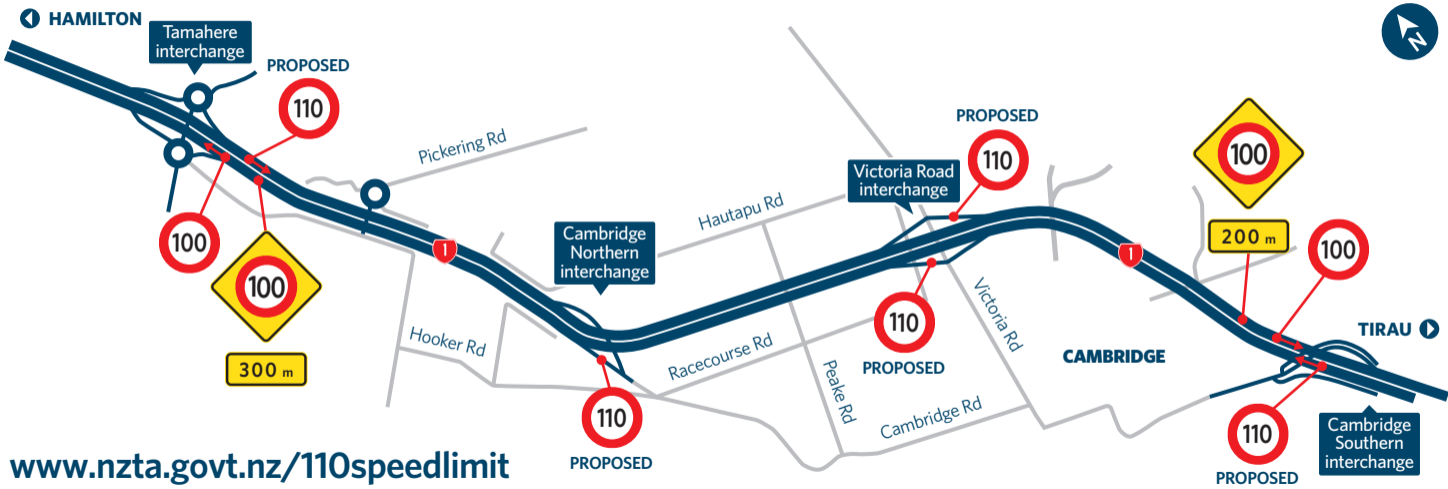 HAMILTON
Tamahere
interchange
PROPOSED
110
N
100
100
300 m
Pickering Rd
1
Hooker Rd
Cambridge
Northern
interchange
110
PROPOSED
Hautapu Rd
Racecourse Rd
Peake Rd
Cambridge Rd
Victoria Rd
Victoria Road
interchange
PROPOSED
110
110
PROPOSED
CAMBRIDGE
1
100
200 m
100
TIRAU
110
PROPOSED
Cambridge
Southern
interchange
www.nzta.govt.nz/110speedlimit